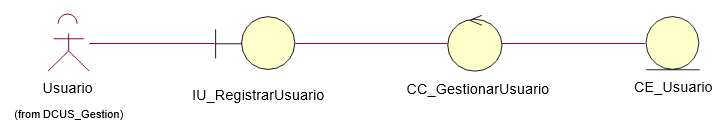 Usuario
(from DCUS_Gestion)
IU_RegistrarUsuario
CC_GestionarUsuario
CE_Usuario